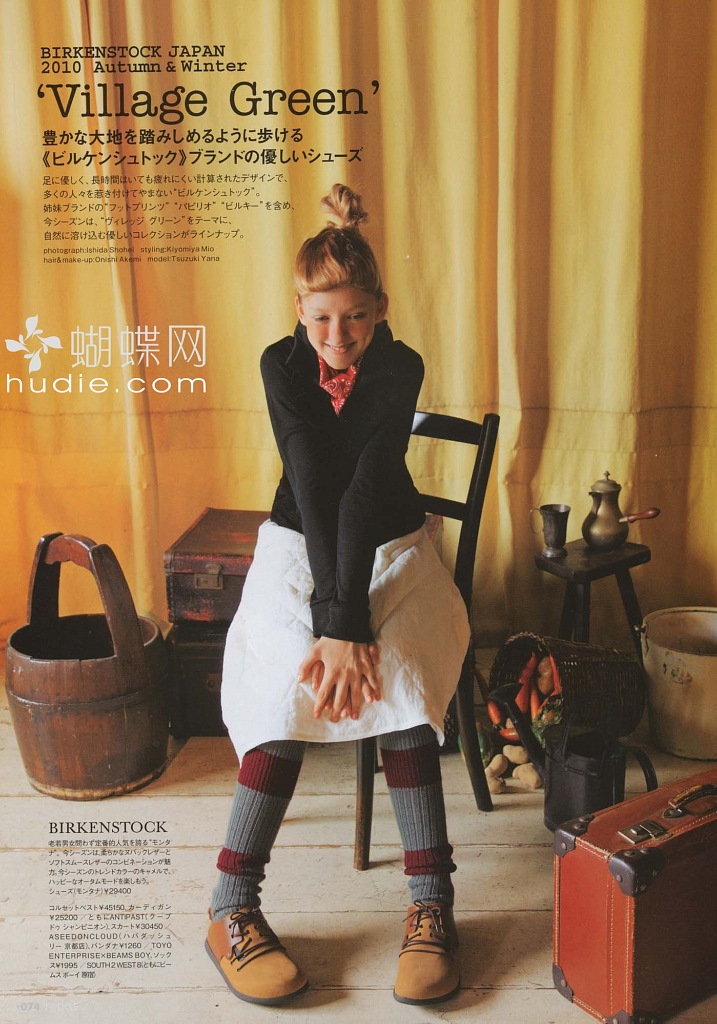 BIRKENSTOCK JAPAN
2010 Autumn & Winter
‘Village Green’
豊かな大地を踏みしめるように歩ける
《ビルケンシュトック》ブランドの優しいシューズ
足に優しく、長時間はいても疲れにくい計算されたデザインで、
多くの人々を惹き付けてやまない“ビルケンシュトック”。
姉妹ブランドの“フットプリンツ”“パピリオ”“ビルキー”を含め、
今シーズンは、“ヴィレッジ グリーン”をテーマに、
自然に溶け込む優しいコレクションがラインナップ。
photograph:Ishida Shohei styling:Kiyomiya Mio
hair&make-up:Onishi Akemi model:Tsuzuki Yana
蝴蝶网
hudie.com
BIRKENSTOCK
老若男女問わず定番的人気を誇る“モンタ
ナ”。今シーズンは、柔らかなヌバックレザーと
ソフトスムースレザーのコンビネーションが魅
力。今シーズンのトレンドカラーのキャメルで、
ハッピーなオータムモードを楽しもう。
シューズ(モンタナ)¥29400
コルセットベスト¥45150、カーディガン
¥25200／ともにANTIPAST(クープ
ドゥ シャンピニオン)、スカート¥30450／
ASEEDONCLOUD(ハバダッシュ
リー 京都店)、バンダナ¥1260／TOYO
ENTERPRISE×BEAMS BOY、ソック
ス¥1995／SOUTH2 WEST8(ともにビー
ムス ボーイ 原宿)
074